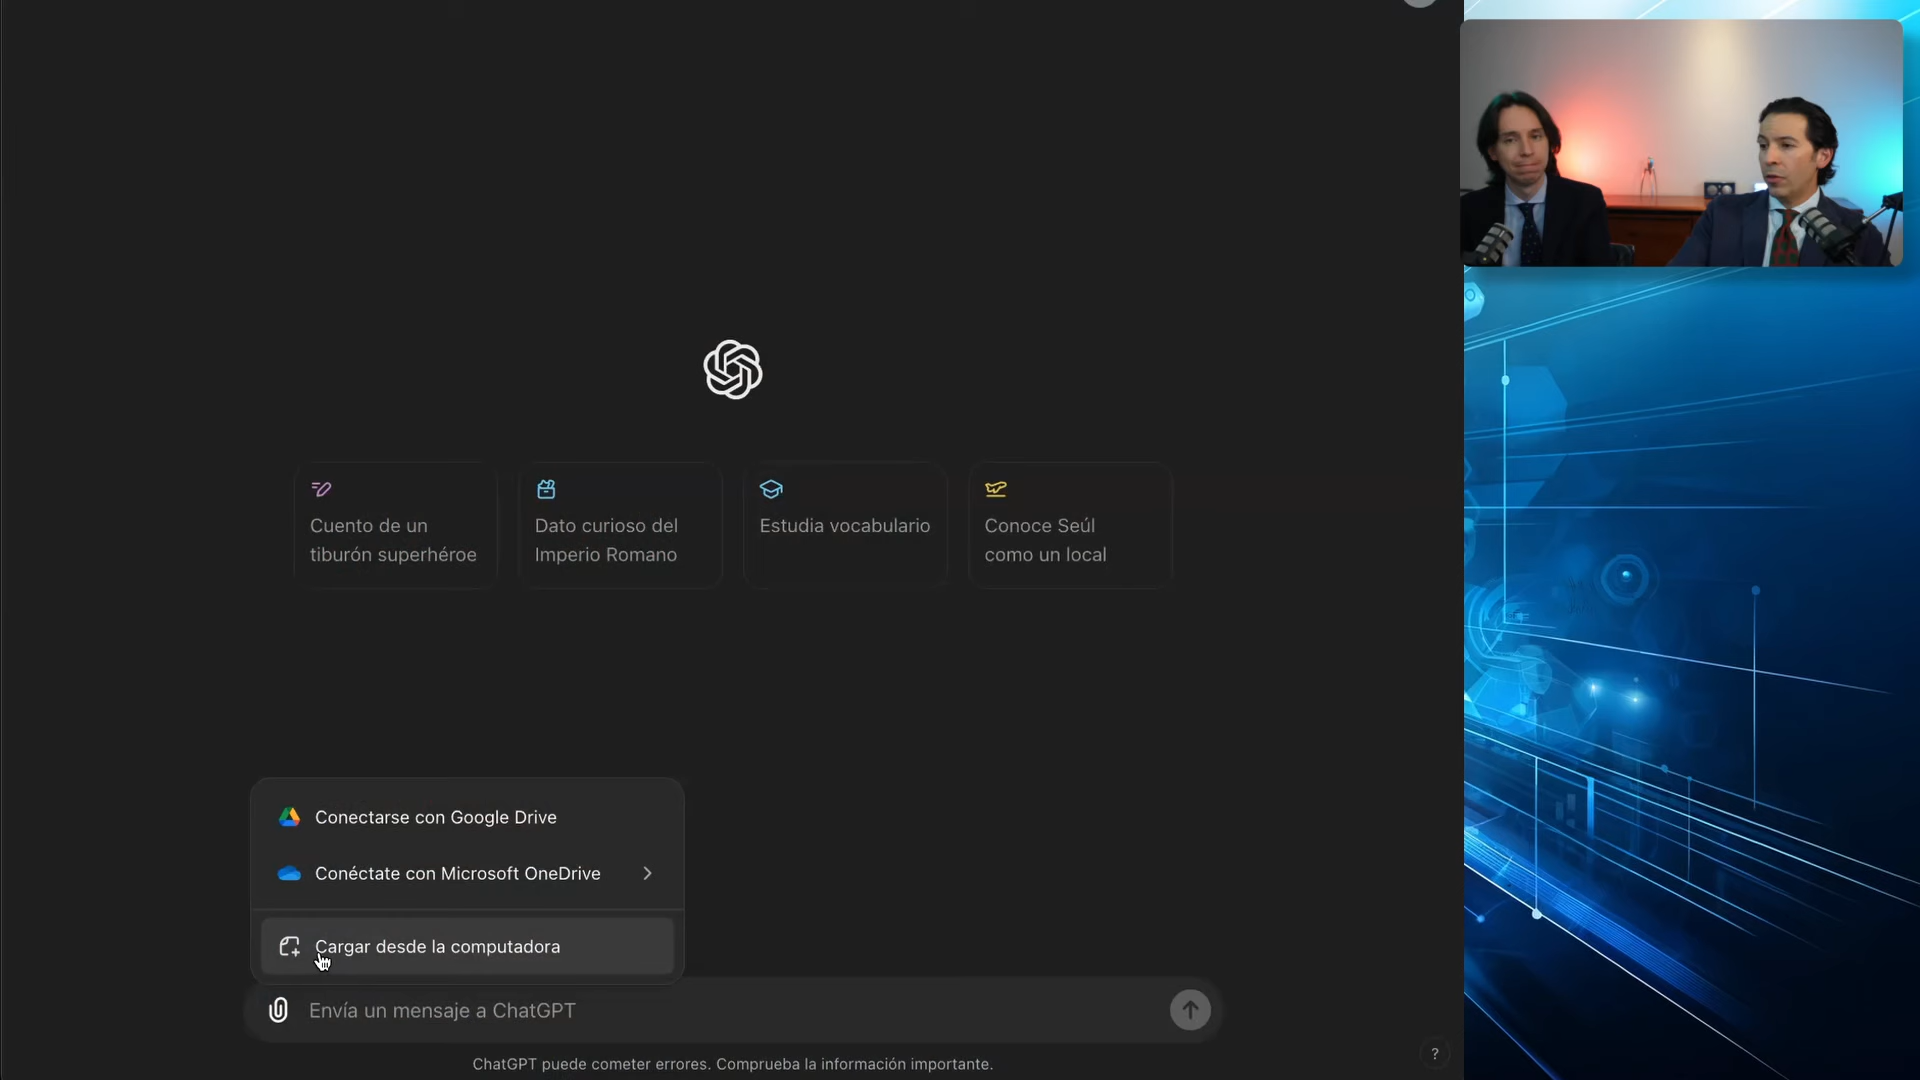 Cuento de un
tiburón superhéroe
Dato curioso del
Imperio Romano
Estudia vocabulario
Conoce Seúl
como un local
Conectarse con Google Drive
Conéctate con Microsoft OneDrive
Cargar desde la computadora
Envía un mensaje a ChatGPT
ChatGPT puede cometer errores. Comprueba la información importante.
?